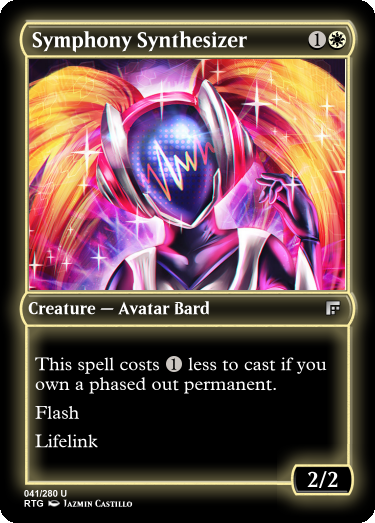 Symphony Synthesizer 1
Creature — Avatar Bard
This spell costs 1 less to cast if you
own a phased out permanent.
Flash
Lifelink
2/2
041/280 U
RTG Jazmin Castillo